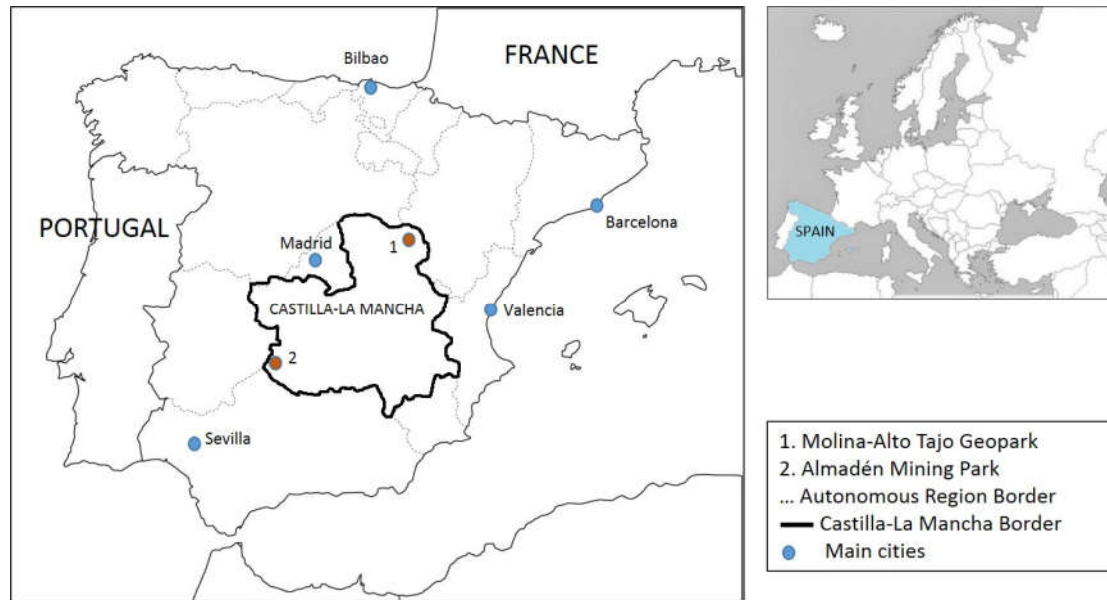 FRANCE
Bilbao
PORTUGAL
Barcelona
Madrid
1
CASTILLA-LA MANCHA
Valencia
2
Sevilla
SPAIN
1. Molina-Alto Tajo Geopark
2. Almadén Mining Park
... Autonomous Region Border
Castilla-La Mancha Border
Main cities